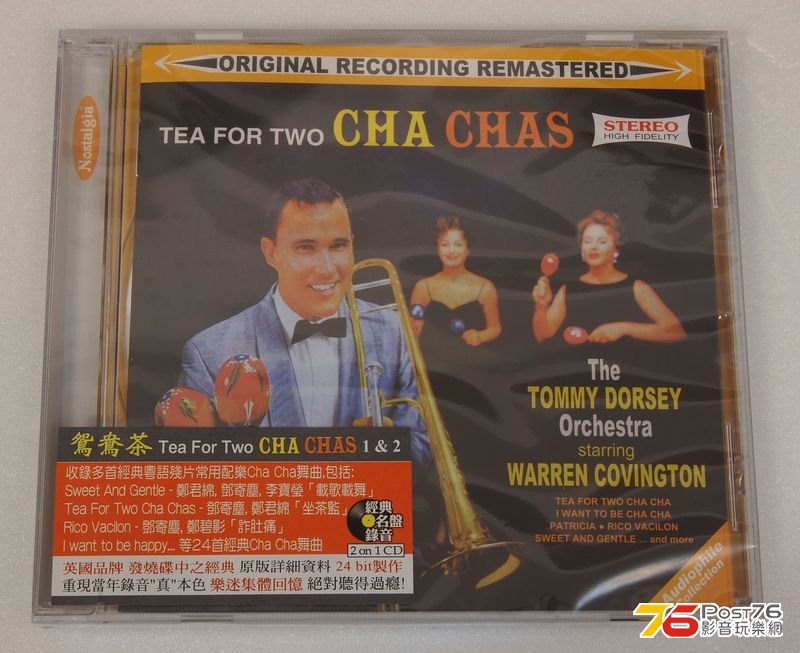 ORIGINAL RECORDING REMASTERED
Nostalgia
TEA FOR TWO CHA CHAS
STEREO
HIGH FIDELITY
The
TOMMY DORSEY
Orchestra
starring
WARREN COVINGTON
TEA FOR TWO CHA CHA
I WANT TO BE CHA CHA
PATRICIA • RICO VACILON
SWEET AND GENTLE ... and more
Audiophile
Collection
鴛鴦茶 Tea For Two CHA CHAS 1 & 2
收錄多首經典粵語殘片常用配樂Cha Cha舞曲,包括:
Sweet And Gentle - 鄭君綿, 鄧寄塵, 李寶瑩「載歌載舞」
Tea For Two Cha Chas - 鄧寄塵, 鄭君綿「坐茶監」
Rico Vacilon - 鄧寄塵, 鄭碧影「詐肚痛」
I want to be happy... 等24首經典Cha Cha舞曲
經典
名盤
錄音
2 on 1 CD
英國品牌 發燒碟中之經典 原版詳細資料 24 bit製作
重現當年錄音"真"本色 樂迷集體回憶 絕對聽得過癮!
76 Post76
影音玩樂網